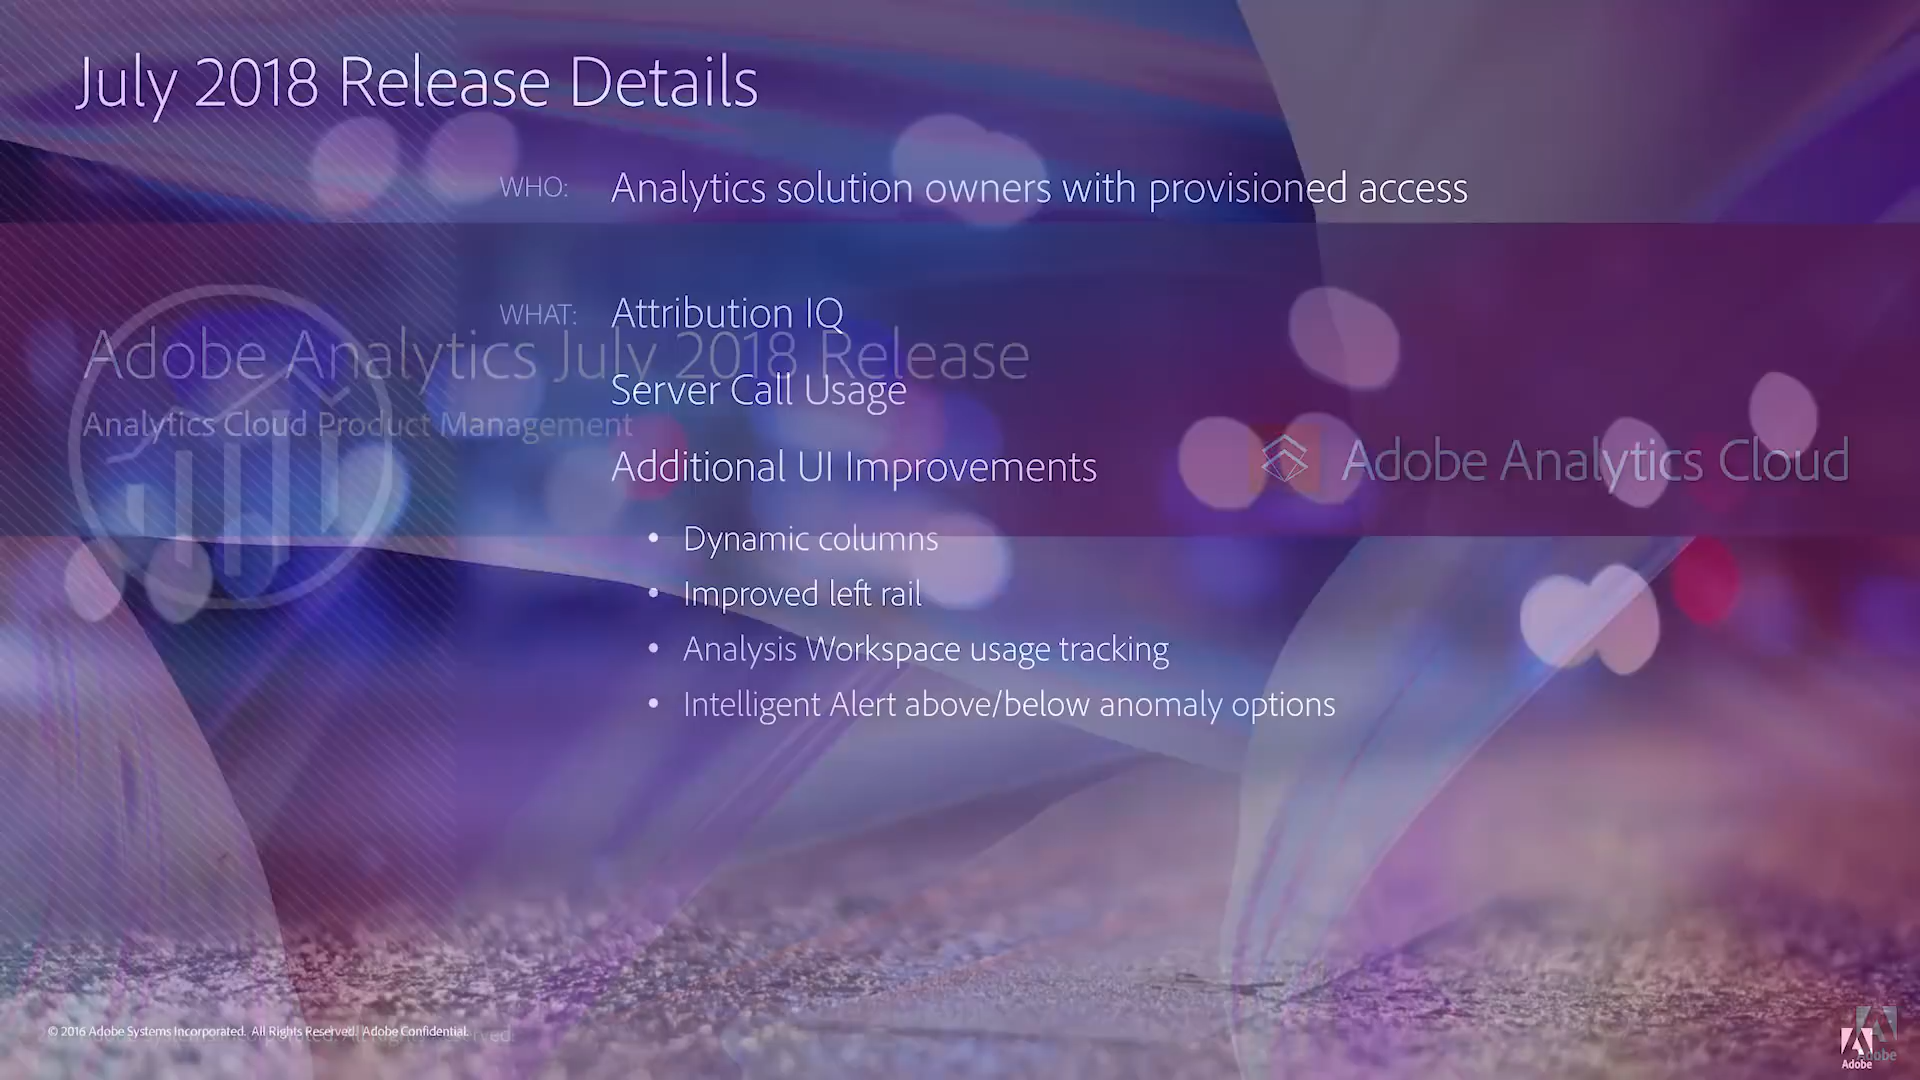 July 2018 Release Details
WHO: Analytics solution owners with provisioned access
WHAT: Attribution IQ
Adobe Analytics July 2018 Release
Server Call Usage
Analytics Cloud Product Management
Adobe Analytics Cloud
Additional UI Improvements
• Dynamic columns
• Improved left rail
• Analysis Workspace usage tracking
• Intelligent Alert above/below anomaly options
© 2016 Adobe Systems Incorporated. All Rights Reserved. Adobe Confidential.
Adobe
Adobe